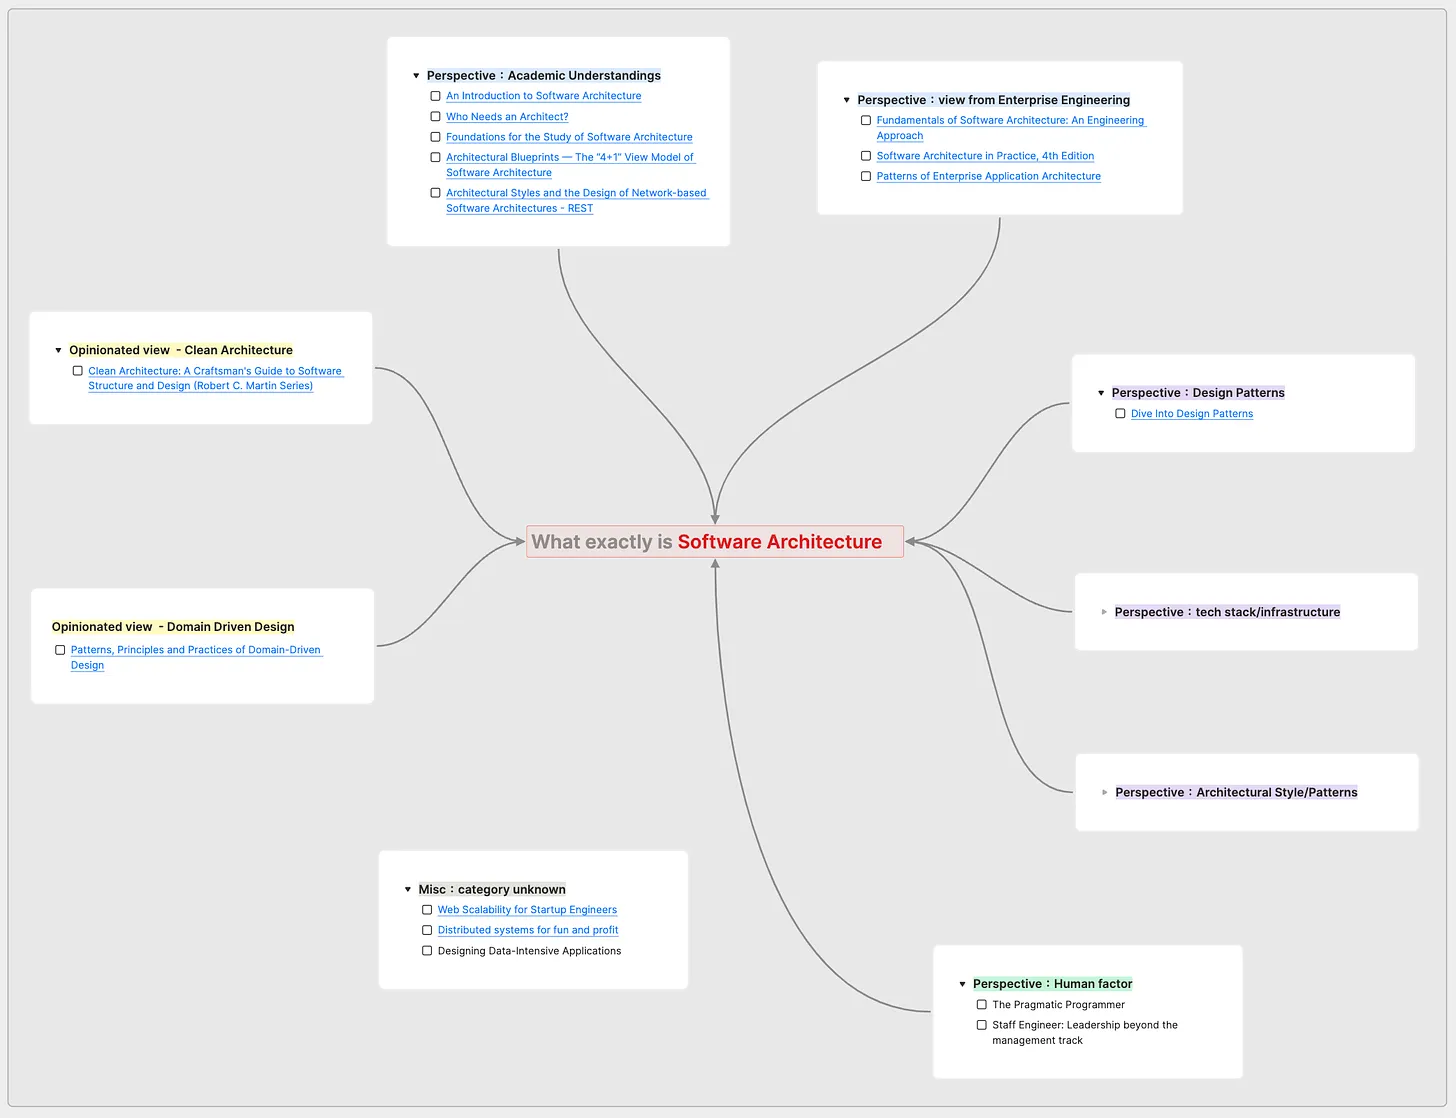 Perspective：Academic Understandings
An Introduction to Software Architecture
Who Needs an Architect?
Foundations for the Study of Software Architecture
Architectural Blueprints — The “4+1” View Model of
Software Architecture
Architectural Styles and the Design of Network-based
Software Architectures - REST
Perspective：view from Enterprise Engineering
Fundamentals of Software Architecture: An Engineering
Approach
Software Architecture in Practice, 4th Edition
Patterns of Enterprise Application Architecture
Opinionated view - Clean Architecture
Clean Architecture: A Craftsman's Guide to Software
Structure and Design (Robert C. Martin Series)
Perspective：Design Patterns
Dive Into Design Patterns
What exactly is Software Architecture
Opinionated view - Domain Driven Design
Patterns, Principles and Practices of Domain-Driven
Design
Perspective：tech stack/infrastructure
Perspective：Architectural Style/Patterns
Misc：category unknown
Web Scalability for Startup Engineers
Distributed systems for fun and profit
Designing Data-Intensive Applications
Perspective：Human factor
The Pragmatic Programmer
Staff Engineer: Leadership beyond the
management track